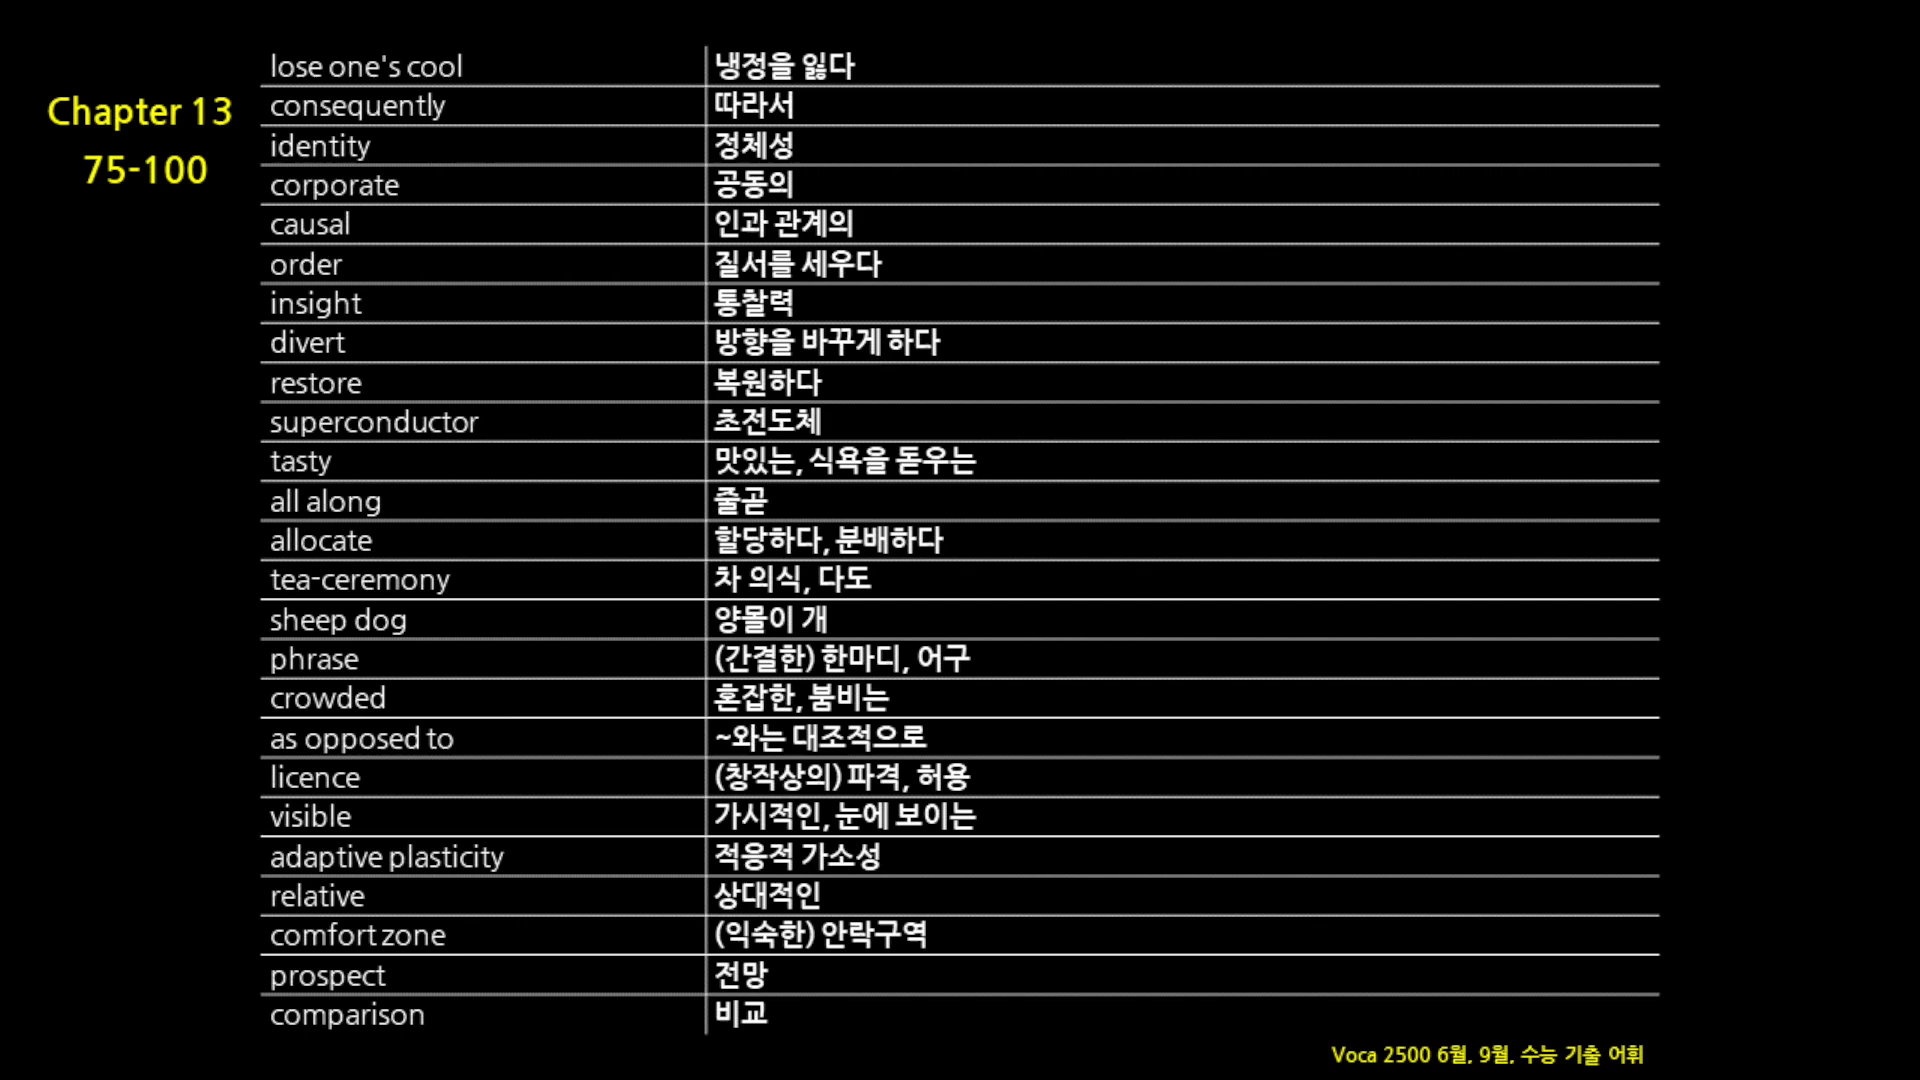 Chapter 13
75-100
lose one's cool 냉정을 잃다
consequently 따라서
identity 정체성
corporate 공동의
causal 인과 관계의
order 질서를 세우다
insight 통찰력
divert 방향을 바꾸게 하다
restore 복원하다
superconductor 초전도체
tasty 맛있는, 식욕을 돋우는
all along 줄곧
allocate 할당하다, 분배하다
tea-ceremony 차 의식, 다도
sheep dog 양몰이 개
phrase (간결한) 한마디, 어구
crowded 혼잡한, 붐비는
as opposed to ~와는 대조적으로
licence (창작상의) 파격, 허용
visible 가시적인, 눈에 보이는
adaptive plasticity 적응적 가소성
relative 상대적인
comfort zone (익숙한) 안락구역
prospect 전망
comparison 비교
Voca 2500 6월, 9월, 수능 기출 어휘